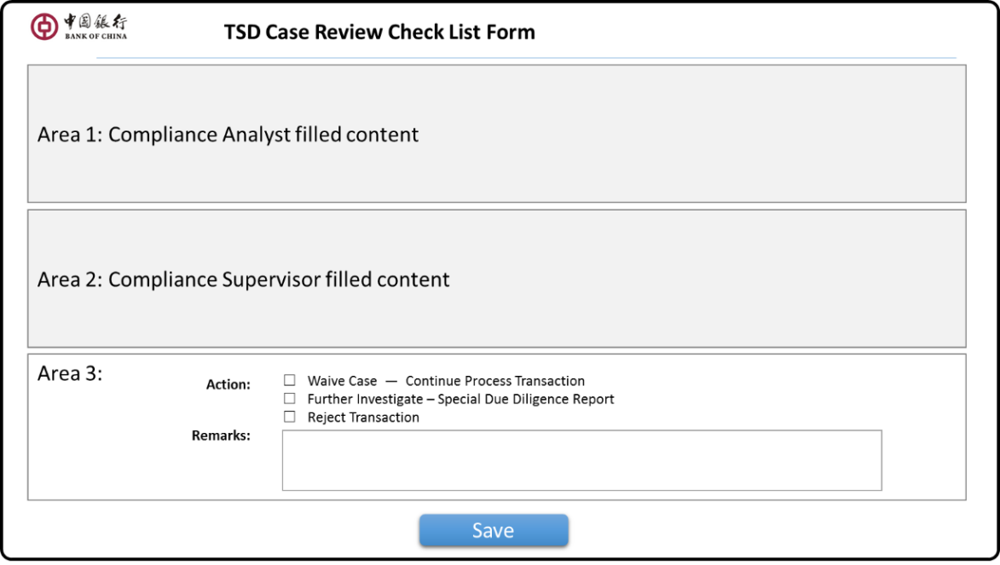 中国银行
BANK OF CHINA
TSD Case Review Check List Form
Area 1: Compliance Analyst filled content
Area 2: Compliance Supervisor filled content
Area 3:
Action:
☐ Waive Case — Continue Process Transaction
☐ Further Investigate – Special Due Diligence Report
☐ Reject Transaction
Remarks:
Save